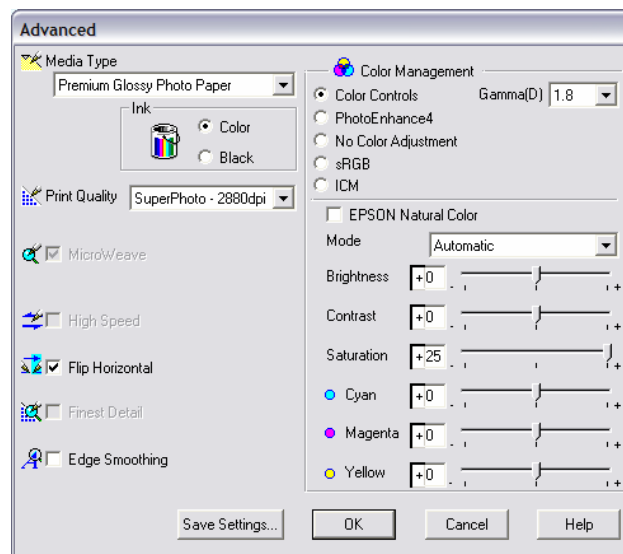 Advanced
Media Type
Premium Glossy Photo Paper
Ink
Color
Black
Print Quality
SuperPhoto - 2880dpi
MicroWeave
High Speed
Flip Horizontal
Finest Detail
Edge Smoothing
Color Management
Color Controls
Gamma(D)
1.8
PhotoEnhance4
No Color Adjustment
sRGB
ICM
EPSON Natural Color
Mode
Automatic
Brightness
+0
- +
Contrast
+0
- +
Saturation
+25
- +
Cyan
+0
- +
Magenta
+0
- +
Yellow
+0
- +
Save Settings...
OK
Cancel
Help